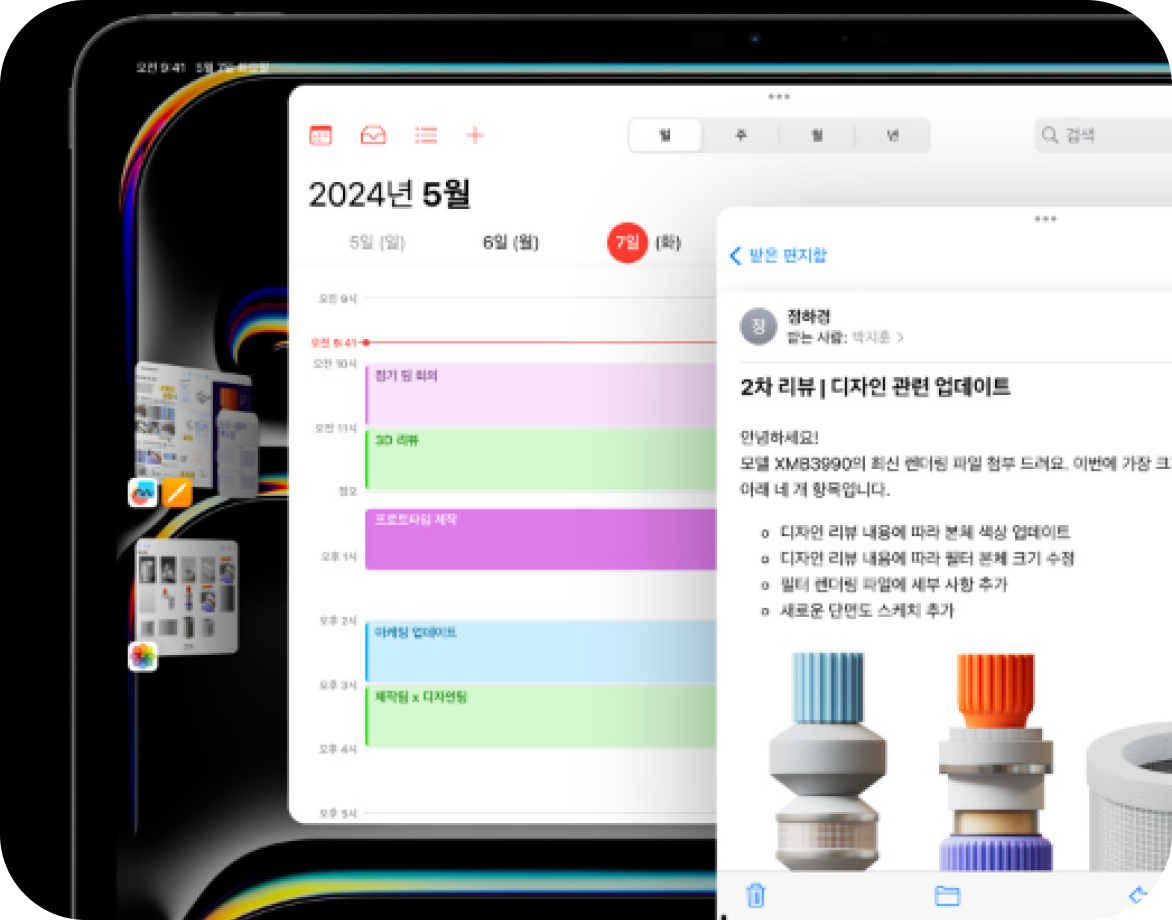 오전 9:41 5월 7일 화요일
일 주 월 년
검색
2024년 5월
5일 (일) 6일 (월) 7일 (화)
오전 9시
오전 9:41
오전 10시
정기 팀 회의
오전 11시
3D 리뷰
정오
프로토타입 제작
오후 1시
오후 2시
마케팅 업데이트
오후 3시
제작팀 x 디자인팀
오후 4시
오후 5시
받은 편지함
정
정하경
받는 사람: 박지훈
2차 리뷰 | 디자인 관련 업데이트
안녕하세요!
모델 XMB3990의 최신 렌더링 파일 첨부 드려요. 이번에 가장 크
아래 네 개 항목입니다.
디자인 리뷰 내용에 따라 본체 색상 업데이트
디자인 리뷰 내용에 따라 필터 본체 크기 수정
필터 렌더링 파일에 세부 사항 추가
새로운 단면도 스케치 추가